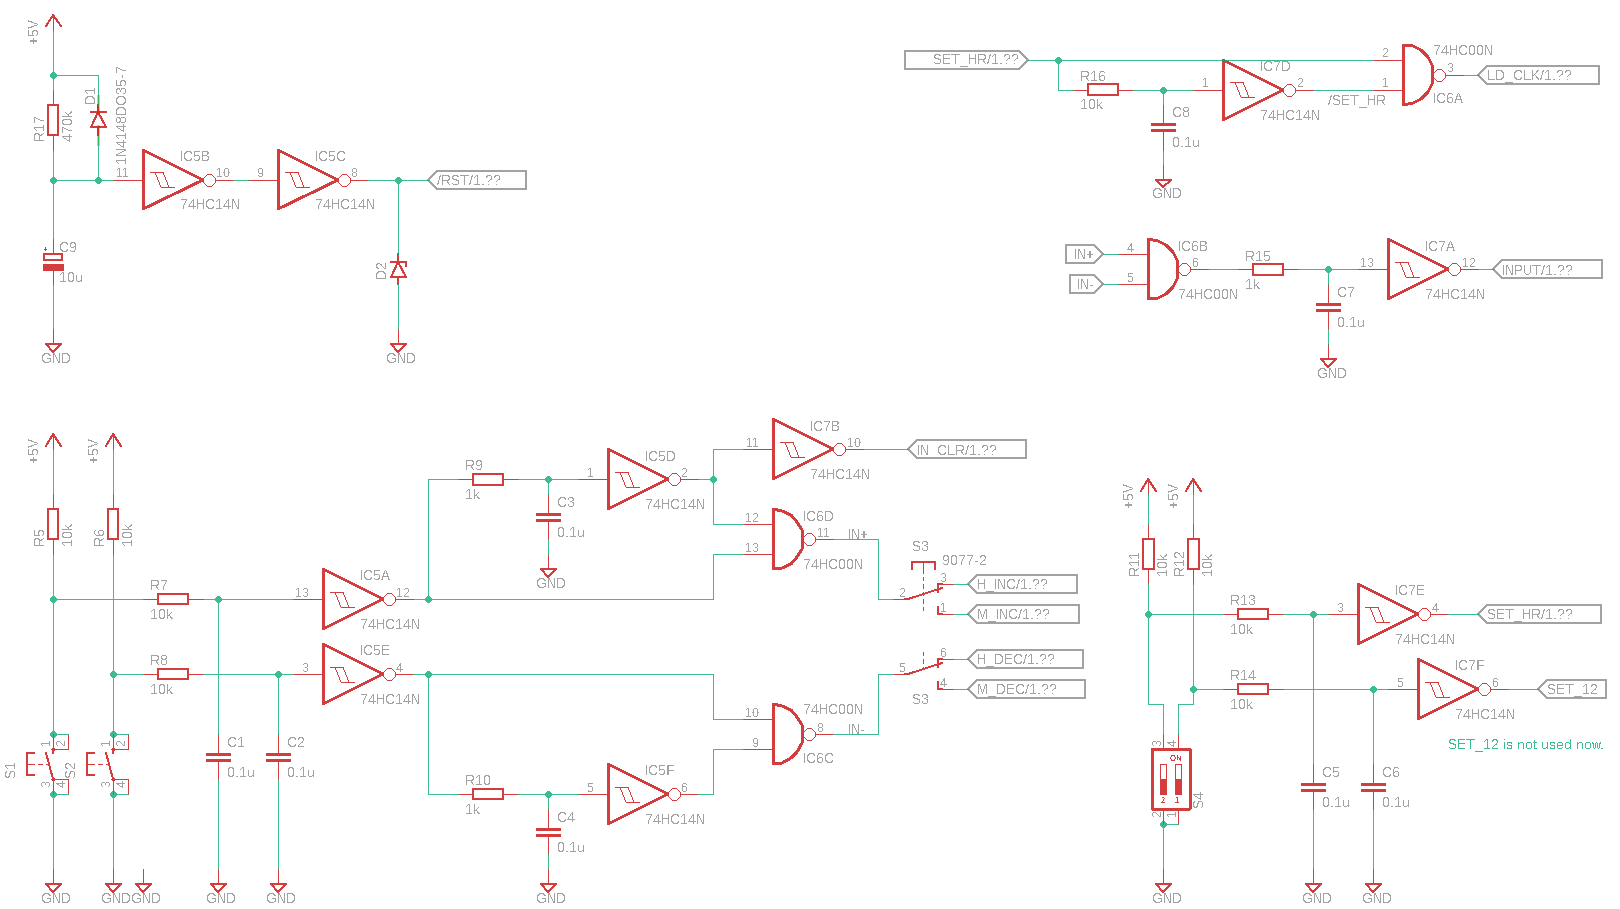 +5V
R17
470k
D1
1N4148DO35-7
11
IC5B
10
74HC14N
9
IC5C
8
74HC14N
/RST/1.??
C9
10u
D2
GND
GND
SET_HR/1.??
R16
10k
C8
0.1u
GND
1
IC7D
2
74HC14N
/SET_HR
2
1
74HC00N
3
IC6A
LD_CLK/1.??
IN+
IN-
4
5
IC6B
6
74HC00N
R15
1k
C7
0.1u
GND
13
IC7A
12
74HC14N
INPUT/1.??
+5V
+5V
R5
10k
R6
10k
R7
10k
R8
10k
13
IC5A
12
74HC14N
3
IC5E
4
74HC14N
R9
1k
C3
0.1u
GND
1
IC5D
2
74HC14N
11
IC7B
10
74HC14N
IN_CLR/1.??
12
13
IC6D
11
74HC00N
IN+
S3
9077-2
2
3
1
H_INC/1.??
M_INC/1.??
5
6
4
S3
H_DEC/1.??
M_DEC/1.??
10
9
74HC00N
8
IC6C
IN-
R10
1k
C4
0.1u
GND
5
IC5F
6
74HC14N
S1
1
2
3
4
S2
1
2
3
4
C1
0.1u
C2
0.1u
GND
GND
GND
GND
GND
+5V
+5V
R11
10k
R12
10k
R13
10k
R14
10k
3
IC7E
4
74HC14N
SET_HR/1.??
5
IC7F
6
74HC14N
SET_12
SET_12 is not used now.
3
4
ON
2
1
2
1
S4
C5
0.1u
C6
0.1u
GND
GND
GND